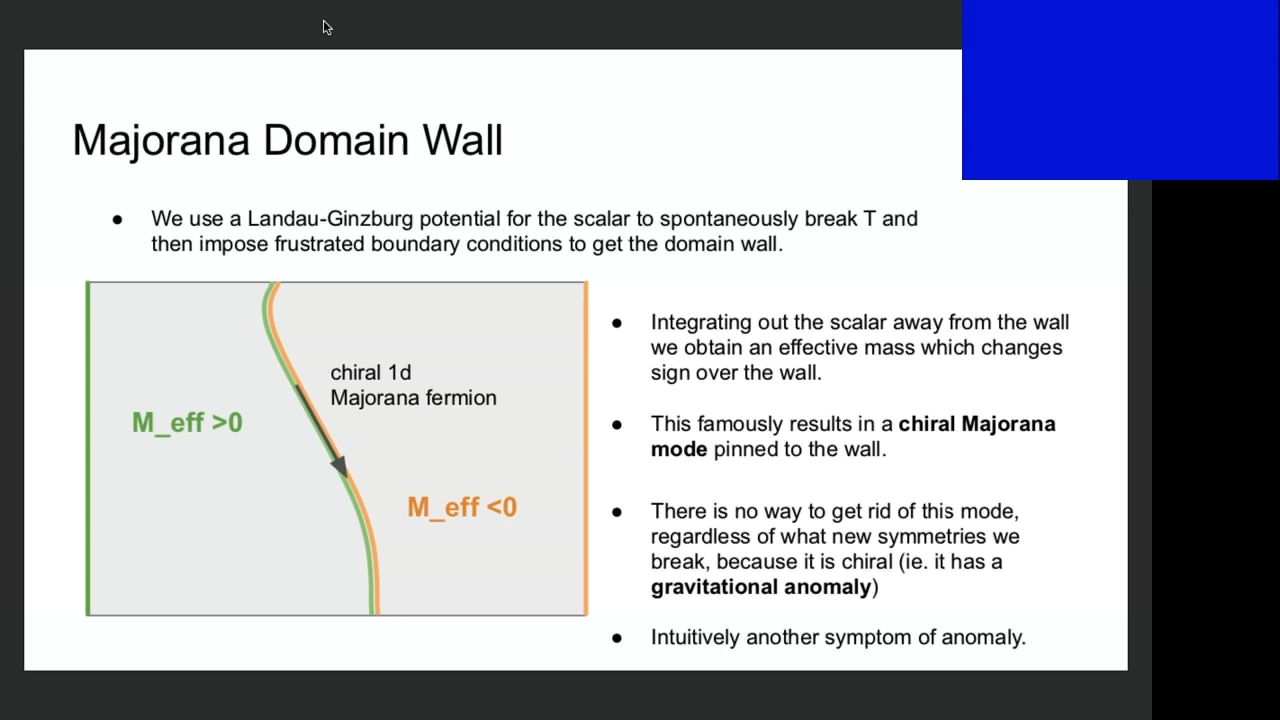 Majorana Domain Wall
● We use a Landau-Ginzburg potential for the scalar to spontaneously break T and
then impose frustrated boundary conditions to get the domain wall.
chiral 1d
Majorana fermion
M_eff >0
M_eff <0
● Integrating out the scalar away from the wall
we obtain an effective mass which changes
sign over the wall.
● This famously results in a chiral Majorana
mode pinned to the wall.
● There is no way to get rid of this mode,
regardless of what new symmetries we
break, because it is chiral (ie. it has a
gravitational anomaly)
● Intuitively another symptom of anomaly.